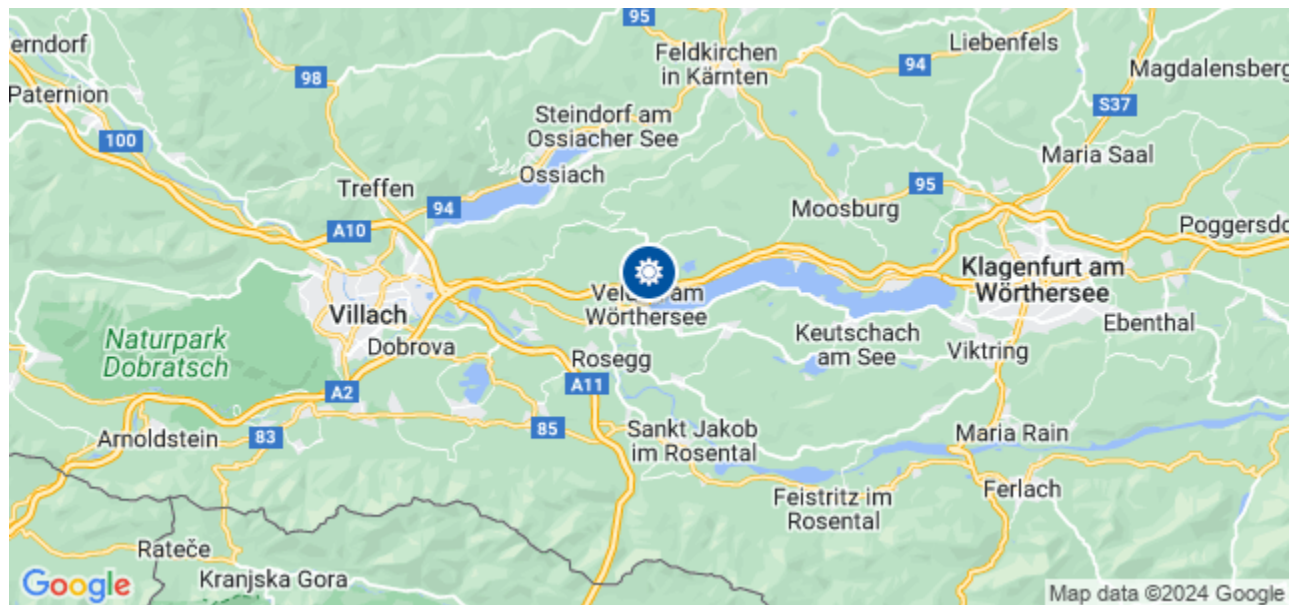 erndorf
95
Liebenfels
Feldkirchen
in Kärnten
94
Magdalensberg
98
Paternion
S37
Steindorf am
Ossiacher See
100
Maria Saal
Ossiach
Treffen
95
94
Moosburg
A10
Poggersdo
Klagenfurt am
Wörthersee
am
Wörthersee
Villach
Ebenthal
Naturpark
Dobratsch
Keutschach
am See
Dobrova
Rosegg
Viktring
A11
A2
85
Sankt Jakob
im Rosental
Arnoldstein
83
Maria Rain
Feistritz im
Rosental
Ferlach
Rateče
Kranjska Gora
Google
Map data ©2024 Google